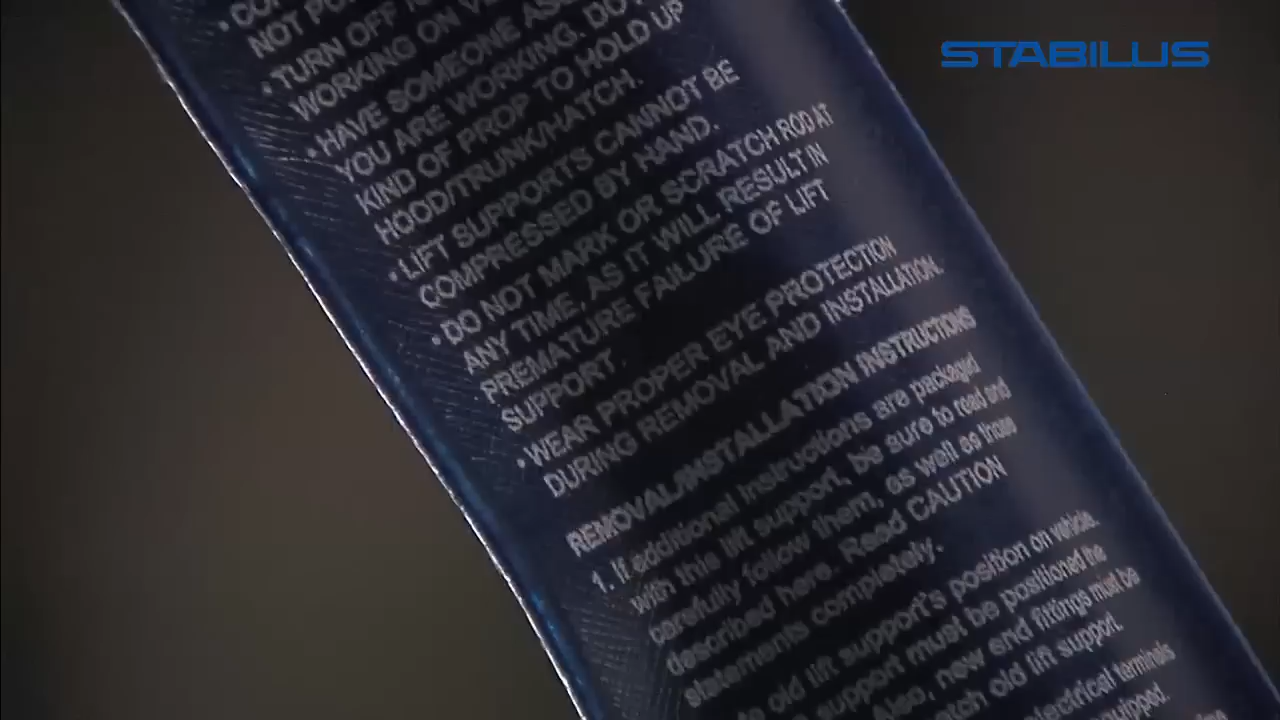 STABILUS
NOT
• TURN OFF
WORKING ON
• HAVE SOMEONE
YOU ARE WORKING. DO
KIND OF PROP TO HOLD UP
HOOD/TRUNK/HATCH.
• LIFT SUPPORTS CANNOT BE
COMPRESSED BY HAND.
• DO NOT MARK OR SCRATCH ROD AT
ANY TIME, AS IT WILL RESULT IN
PREMATURE FAILURE OF LIFT
SUPPORT.
• WEAR PROPER EYE PROTECTION
DURING REMOVAL AND INSTALLATION.
REMOVAL/INSTALLATION INSTRUCTIONS
1. If additional instructions are packaged
with this lift support, be sure to read and
carefully follow them, as well as those
described here. Read CAUTION
statements completely.
old lift support's position on vehicle.
support must be positioned the
Also, new end fittings must be
old lift support.
electrical terminals